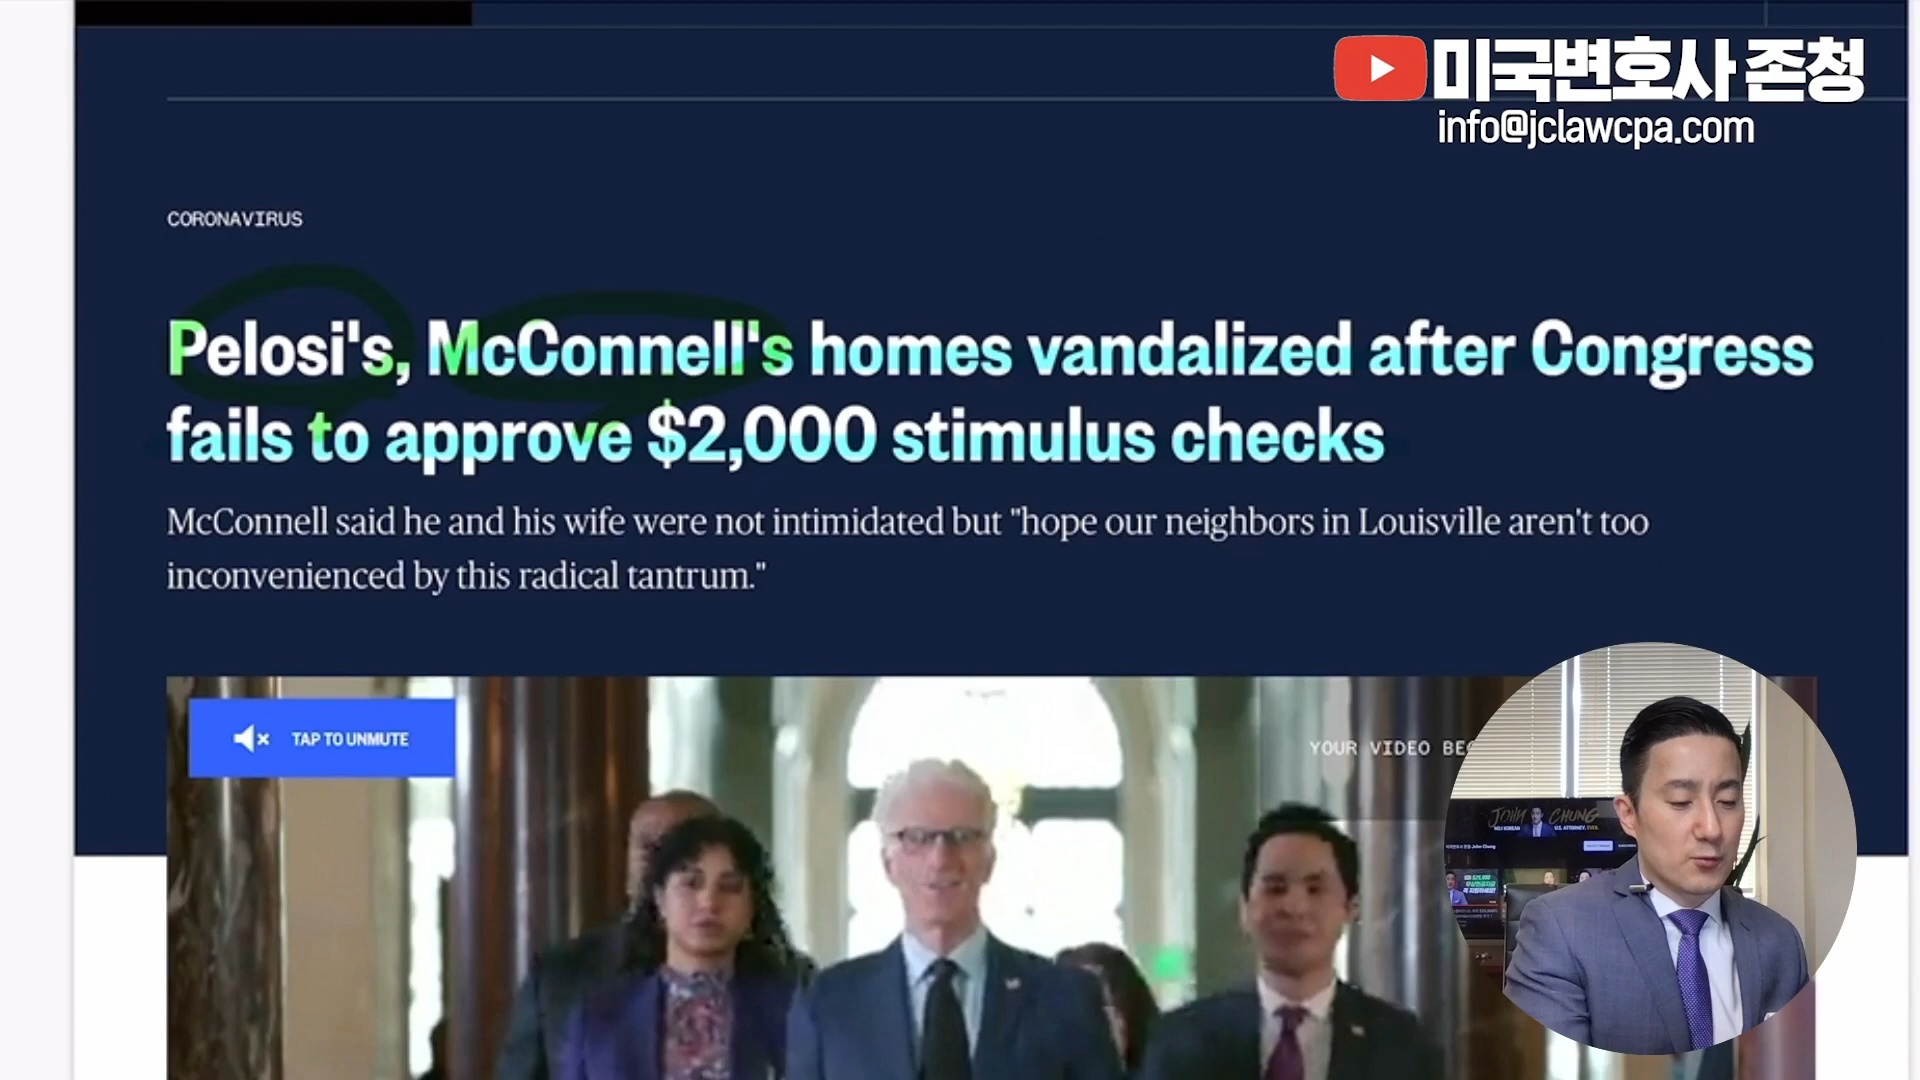 미국변호사 존청
info@jclawcpa.com
CORONAVIRUS
Pelosi's, McConnell's homes vandalized after Congress
fails to approve $2,000 stimulus checks
McConnell said he and his wife were not intimidated but "hope our neighbors in Louisville aren't too
inconvenienced by this radical tantrum."
TAP TO UNMUTE
YOUR VIDEO
JOHN CHUNG